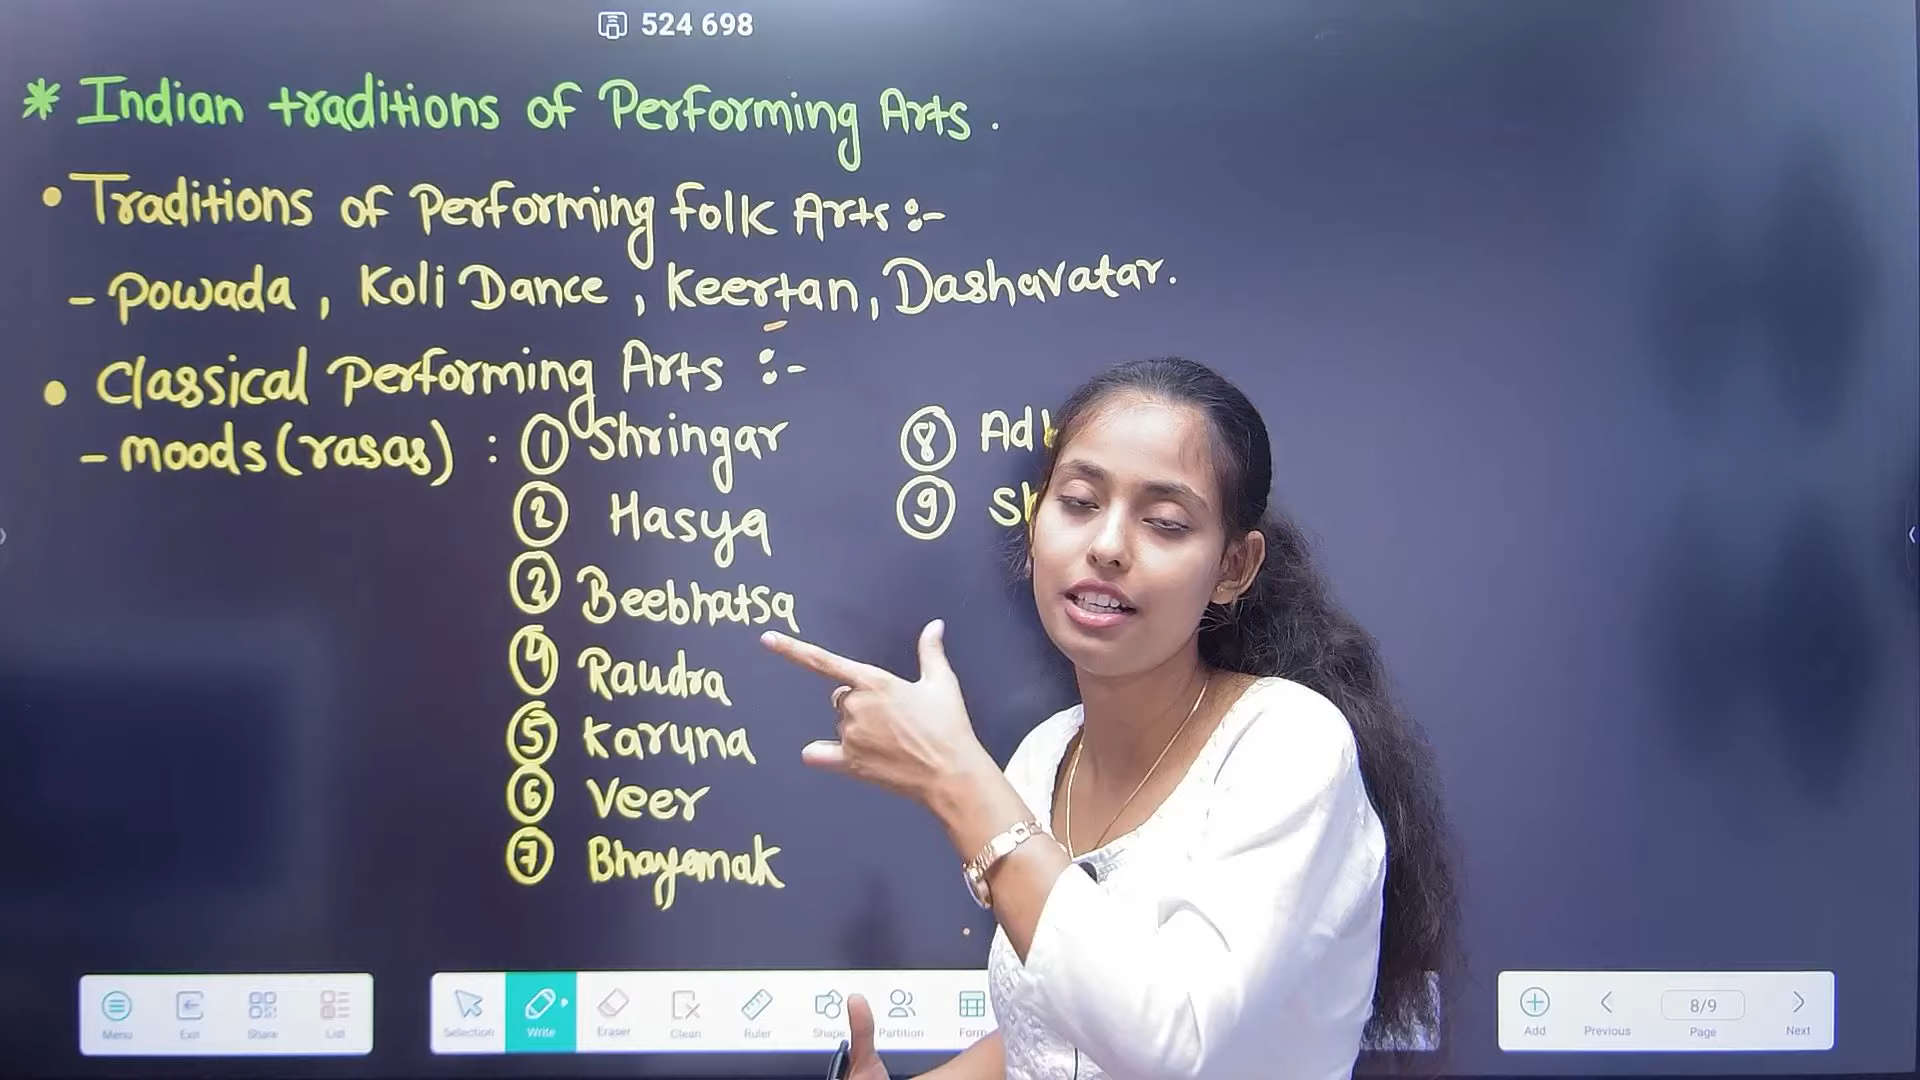 524 698
* Indian traditions of Performing Arts.
• Traditions of Performing folk Arts :-
- Powada, Koli Dance, Keertan, Dashavatar.
• Classical Performing Arts :-
- moods (rasas) : ① Shringar
② Hasya
③ Beebhatsa
④ Raudra
⑤ Karuna
⑥ Veer
⑦ Bhayanak
⑧
⑨
Menu Exit Share List
Selection Write Eraser Clean Ruler Shape Partition
Add Previous 8/9 Page Next